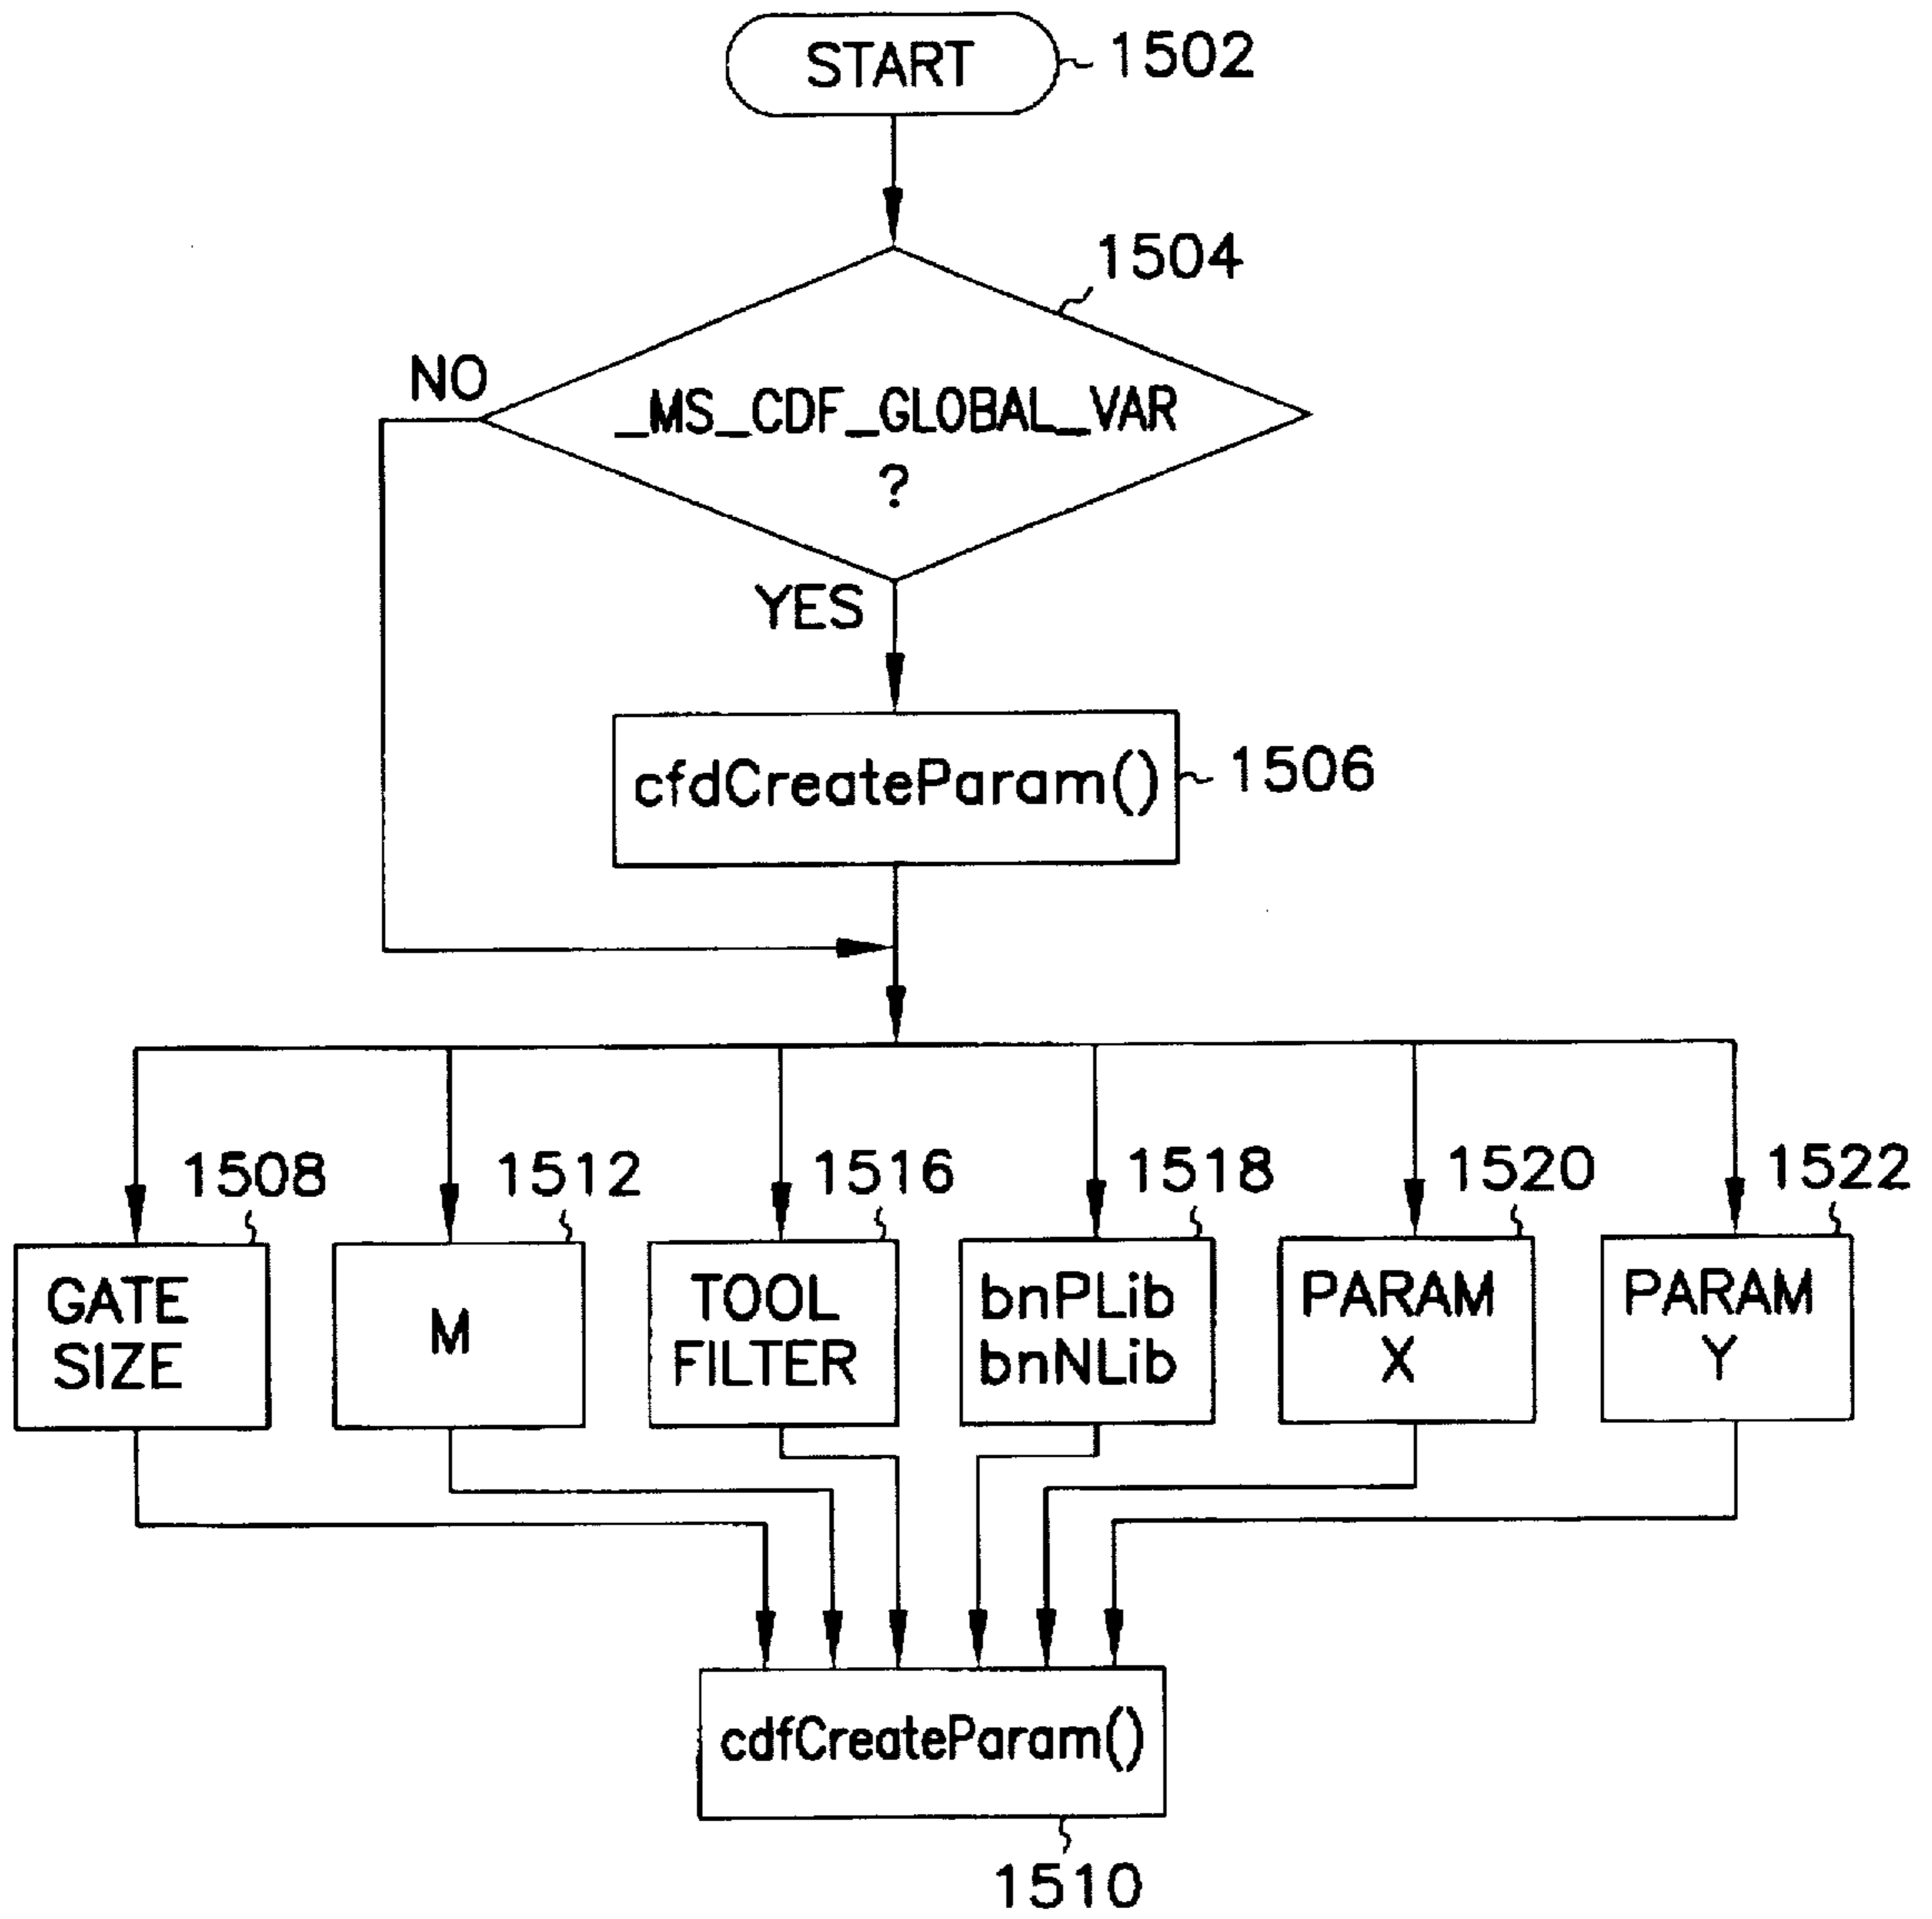 START
1502
1504
NO
_MS_CDF_GLOBAL_VAR
?
YES
cfdCreateParam()
1506
1508
1512
1516
1518
1520
1522
GATE
SIZE
M
TOOL
FILTER
bnPLib
bnNLib
PARAM
X
PARAM
Y
cdfCreateParam()
1510